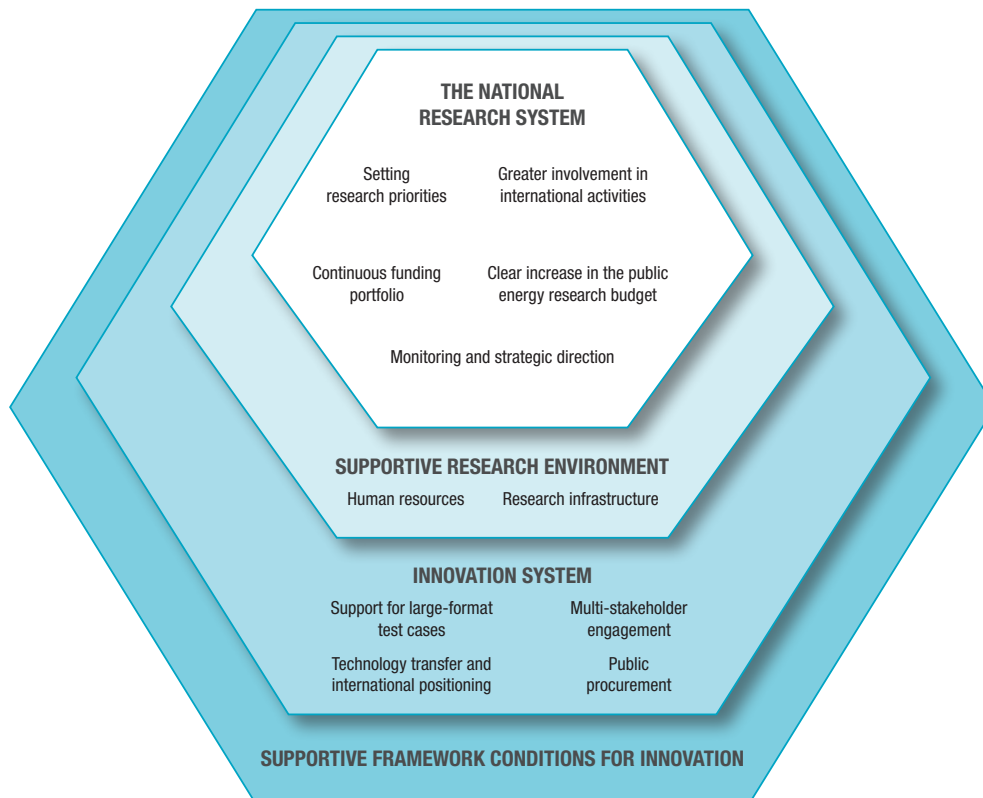 THE NATIONAL
RESEARCH SYSTEM
Setting
research priorities
Greater involvement in
international activities
Continuous funding
portfolio
Clear increase in the public
energy research budget
Monitoring and strategic direction
SUPPORTIVE RESEARCH ENVIRONMENT
Human resources
Research infrastructure
INNOVATION SYSTEM
Support for large-format
test cases
Multi-stakeholder
engagement
Technology transfer and
international positioning
Public
procurement
SUPPORTIVE FRAMEWORK CONDITIONS FOR INNOVATION